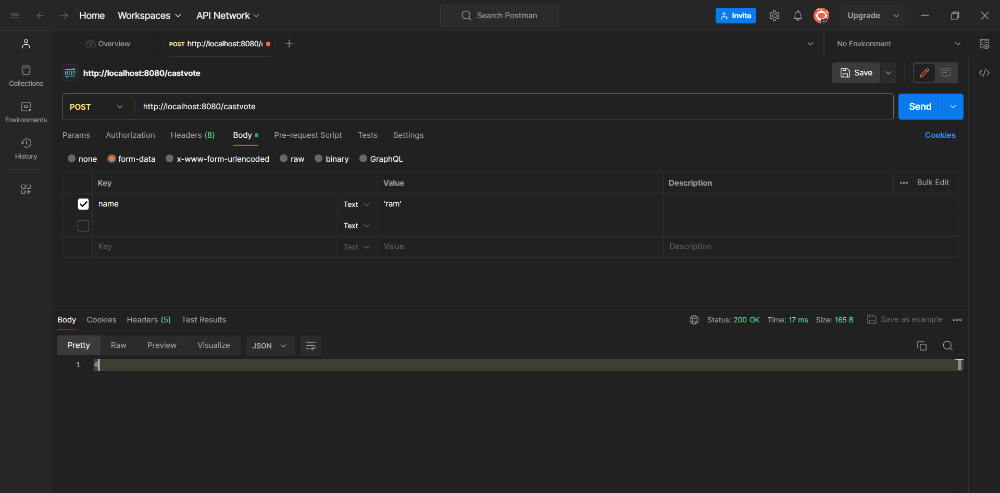 Home Workspaces API Network Search Postman Invite Upgrade
Overview POST http://localhost:8080/c No Environment
HTTP http://localhost:8080/castvote Save
Collections
POST http://localhost:8080/castvote Send
Environments
Params Authorization Headers (8) Body Pre-request Script Tests Settings Cookies
History
none form-data x-www-form-urlencoded raw binary GraphQL
Key Value Description Bulk Edit
name Text 'ram'
Text
Key Text Value Description
Body Cookies Headers (5) Test Results Status: 200 OK Time: 17 ms Size: 165 B Save as example
Pretty Raw Preview Visualize JSON
1 4